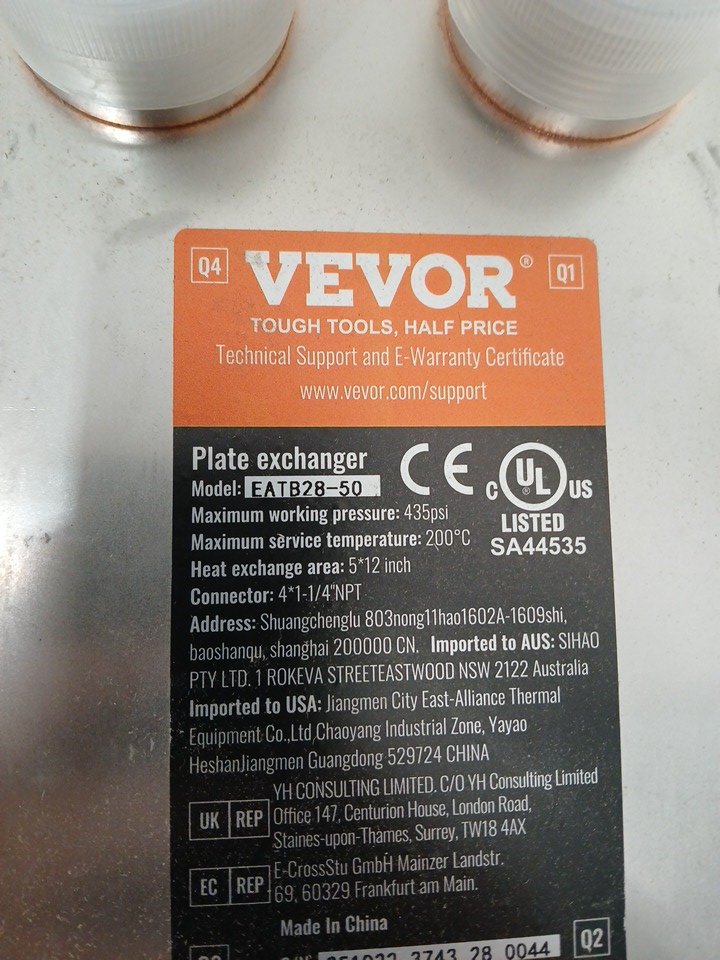 Q4 VEVOR® Q1
TOUGH TOOLS, HALF PRICE
Technical Support and E-Warranty Certificate
www.vevor.com/support
Plate exchanger CE
Model: EATB28-50 C UL® US
Maximum working pressure: 435psi LISTED
Maximum service temperature: 200°C SA44535
Heat exchange area: 5*12 inch
Connector: 4*1-1/4"NPT
Address: Shuangchenglu 803nong11hao1602A-1609shi,
baoshanqu, shanghai 200000 CN. Imported to AUS: SIHAO
PTY LTD. 1 ROKEVA STREETEASTWOOD NSW 2122 Australia
Imported to USA: Jiangmen City East-Alliance Thermal
Equipment Co.,Ltd,Chaoyang Industrial Zone, Yayao
HeshanJiangmen Guangdong 529724 CHINA
YH CONSULTING LIMITED. C/O YH Consulting Limited
UK REP Office 147, Centurion House, London Road,
Staines-upon-Thames, Surrey, TW18 4AX
E-CrossStu GmbH Mainzer Landstr.
EC REP 69, 60329 Frankfurt am Main.
Made In China
3743 28 0044 Q2